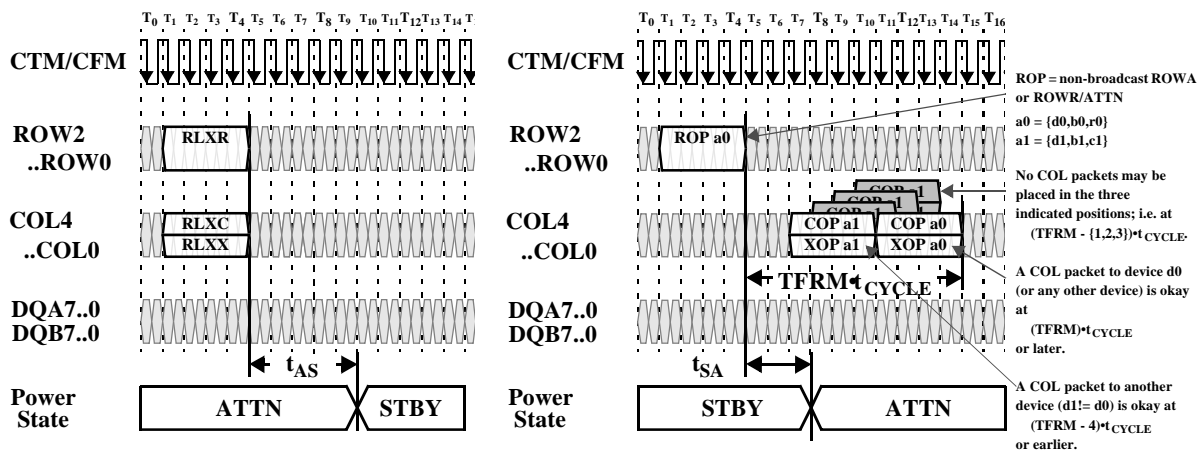 T0 T1 T2 T3 T4 T5 T6 T7 T8 T9 T10 T11 T12 T13 T14
CTM/CFM
ROW2
..ROW0
RLXR
COL4
..COL0
RLXC
RLXX
DQA7..0
DQB7..0
tAS
Power
State
ATTN
STBY
T0 T1 T2 T3 T4 T5 T6 T7 T8 T9 T10 T11 T12 T13 T14 T15 T16
CTM/CFM
ROW2
..ROW0
ROP a0
COL4
..COL0
COP a1
COP a1
COP a1
COP a1 COP a0
XOP a1 XOP a0
TFRM•tCYCLE
DQA7..0
DQB7..0
tSA
Power
State
STBY
ATTN
ROP = non-broadcast ROWA
or ROWR/ATTN
a0 = {d0,b0,r0}
a1 = {d1,b1,c1}
No COL packets may be
placed in the three
indicated positions; i.e. at
(TFRM - {1,2,3})•tCYCLE.
A COL packet to device d0
(or any other device) is okay
at
(TFRM)•tCYCLE
or later.
A COL packet to another
device (d1!= d0) is okay at
(TFRM - 4)•tCYCLE
or earlier.